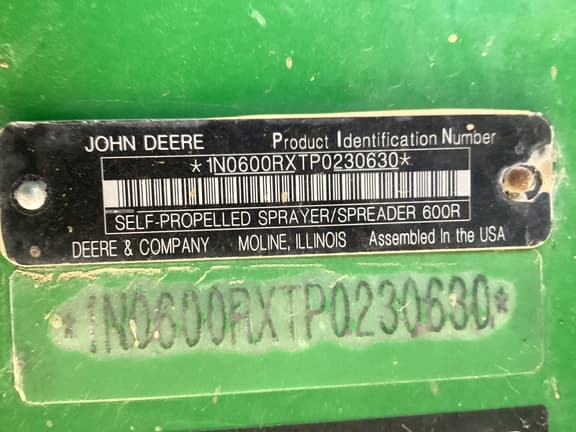 JOHN DEERE Product Identification Number
*1N0600RXTP0230630*
SELF-PROPELLED SPRAYER/SPREADER 600R
DEERE & COMPANY MOLINE, ILLINOIS Assembled In the USA
*1N0600RXTP0230630*